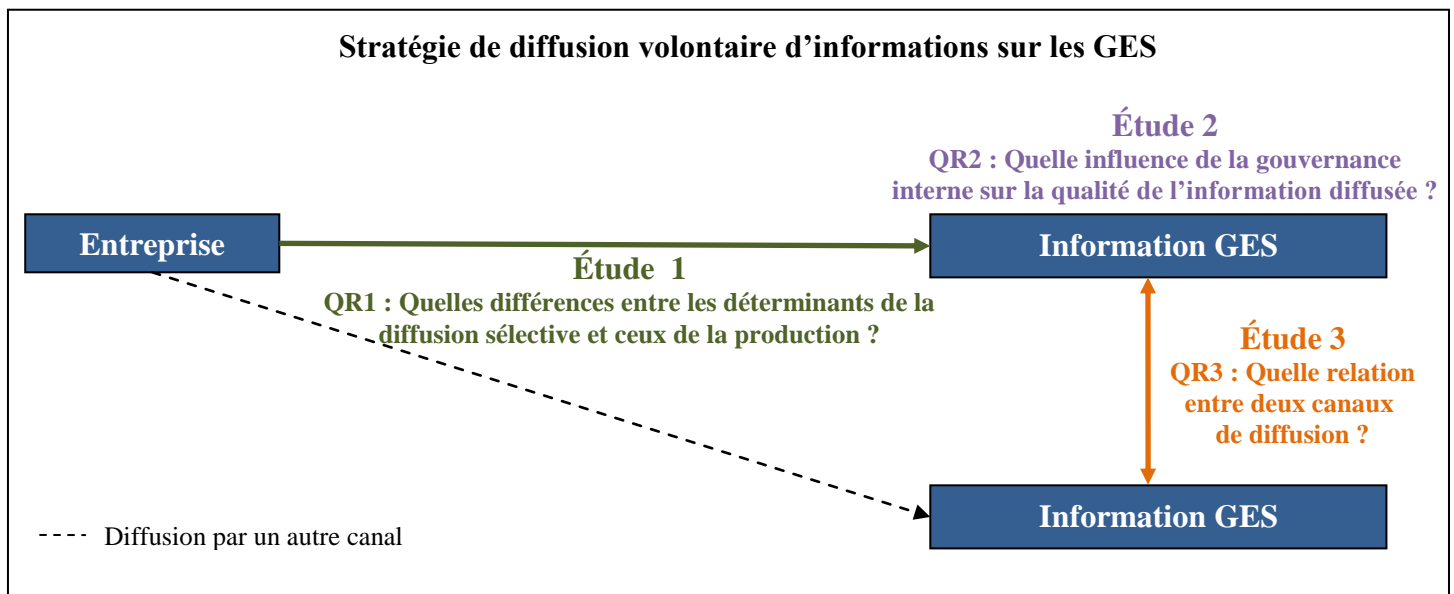 Stratégie de diffusion volontaire d’informations sur les GES
Étude 2
QR2 : Quelle influence de la gouvernance
interne sur la qualité de l’information diffusée ?
Entreprise
Information GES
Étude 1
QR1 : Quelles différences entre les déterminants de la
diffusion sélective et ceux de la production ?
Étude 3
QR3 : Quelle relation
entre deux canaux
de diffusion ?
Information GES
Diffusion par un autre canal